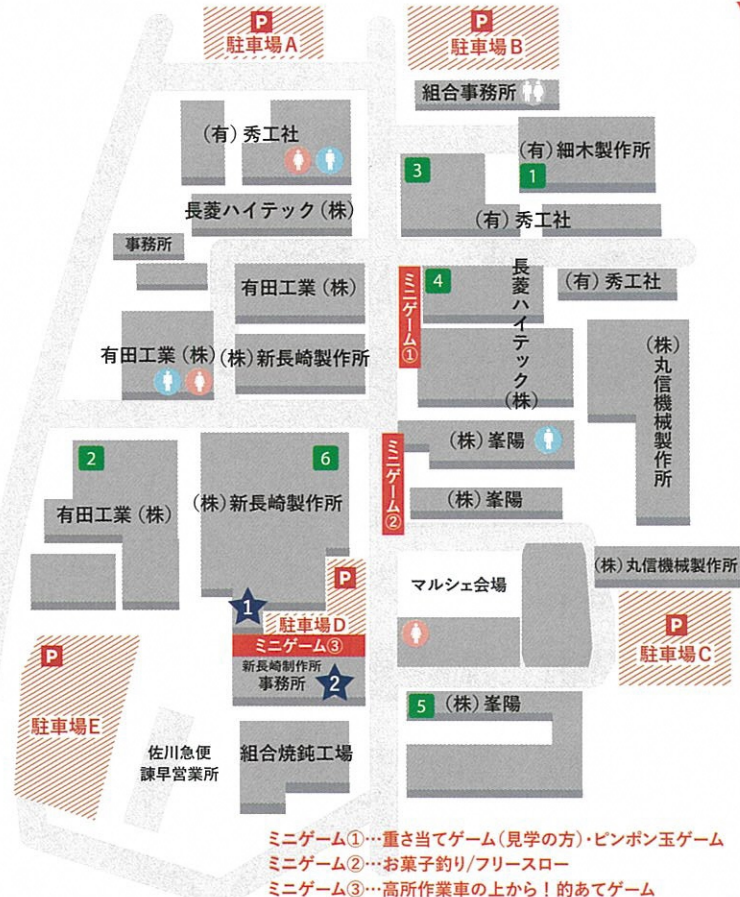 P
駐車場A
P
駐車場B
組合事務所
(有)秀工社
(有)細木製作所
3
1
長菱ハイテック(株)
(有)秀工社
事務所
有田工業(株)
ミニゲーム①
4
長菱ハイテック(株)
(有)秀工社
有田工業(株)
(株)新長崎製作所
(株)丸信機械製作所
2
6
ミニゲーム②
(株)峯陽
有田工業(株)
(株)新長崎製作所
(株)峯陽
P
マルシェ会場
(株)丸信機械製作所
1
駐車場D
ミニゲーム③
新長崎制作所
事務所
2
P
駐車場C
P
駐車場E
5
(株)峯陽
佐川急便
諫早営業所
組合焼鈍工場
ミニゲーム①…重さ当てゲーム(見学の方)・ピンポン玉ゲーム
ミニゲーム②…お菓子釣り/フリースロー
ミニゲーム③…高所作業車の上から!的あてゲーム